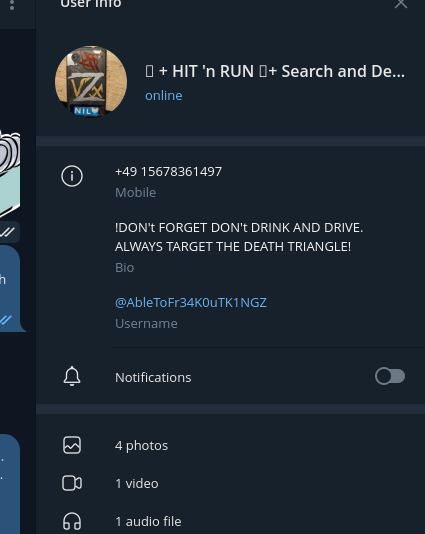 User Info
+ HIT 'n RUN + Search and De...
online
+49 15678361497
Mobile
!DON't FORGET DON't DRINK AND DRIVE.
ALWAYS TARGET THE DEATH TRIANGLE!
Bio
@AbleToFr34K0uTK1NGZ
Username
Notifications
4 photos
1 video
1 audio file
NIL
h